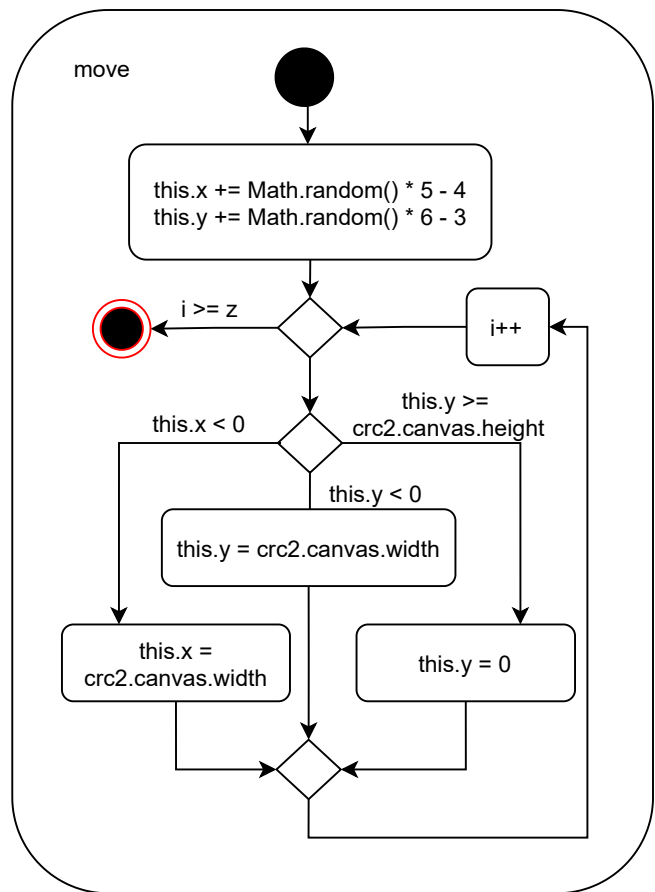 move
this.x += Math.random() * 5 - 4
this.y += Math.random() * 6 - 3
i >= z
i++
this.y >=
crc2.canvas.height
this.x < 0
this.y < 0
this.y = crc2.canvas.width
this.x =
crc2.canvas.width
this.y = 0